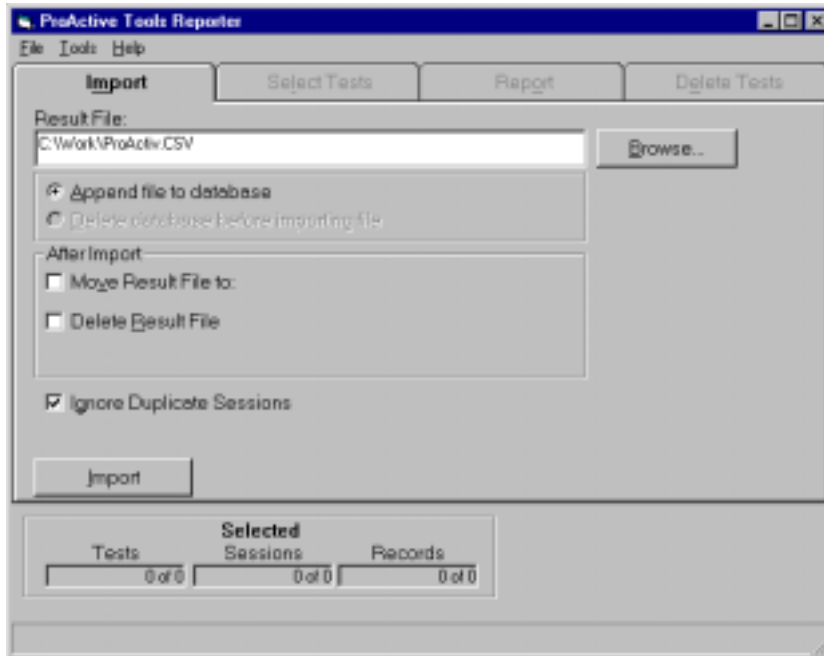 ProActive Tools Reporter
File Tools Help
Import Select Tests Report Delete Tests
Result File:
C:\Work\ProActiv.CSV
Browse...
Append file to database
Delete database before importing file
After Import
Move Result File to:
Delete Result File
Ignore Duplicate Sessions
Import
Selected
Tests Sessions Records
0 of 0 0 of 0 0 of 0